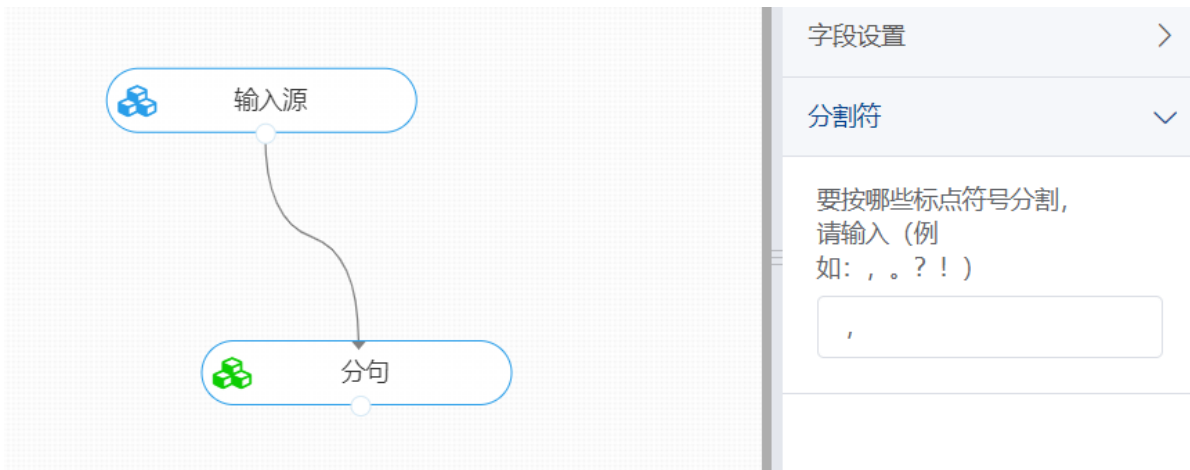 输入源
分句
字段设置
分割符
要按哪些标点符号分割,
请输入（例
如：，。？！）
，